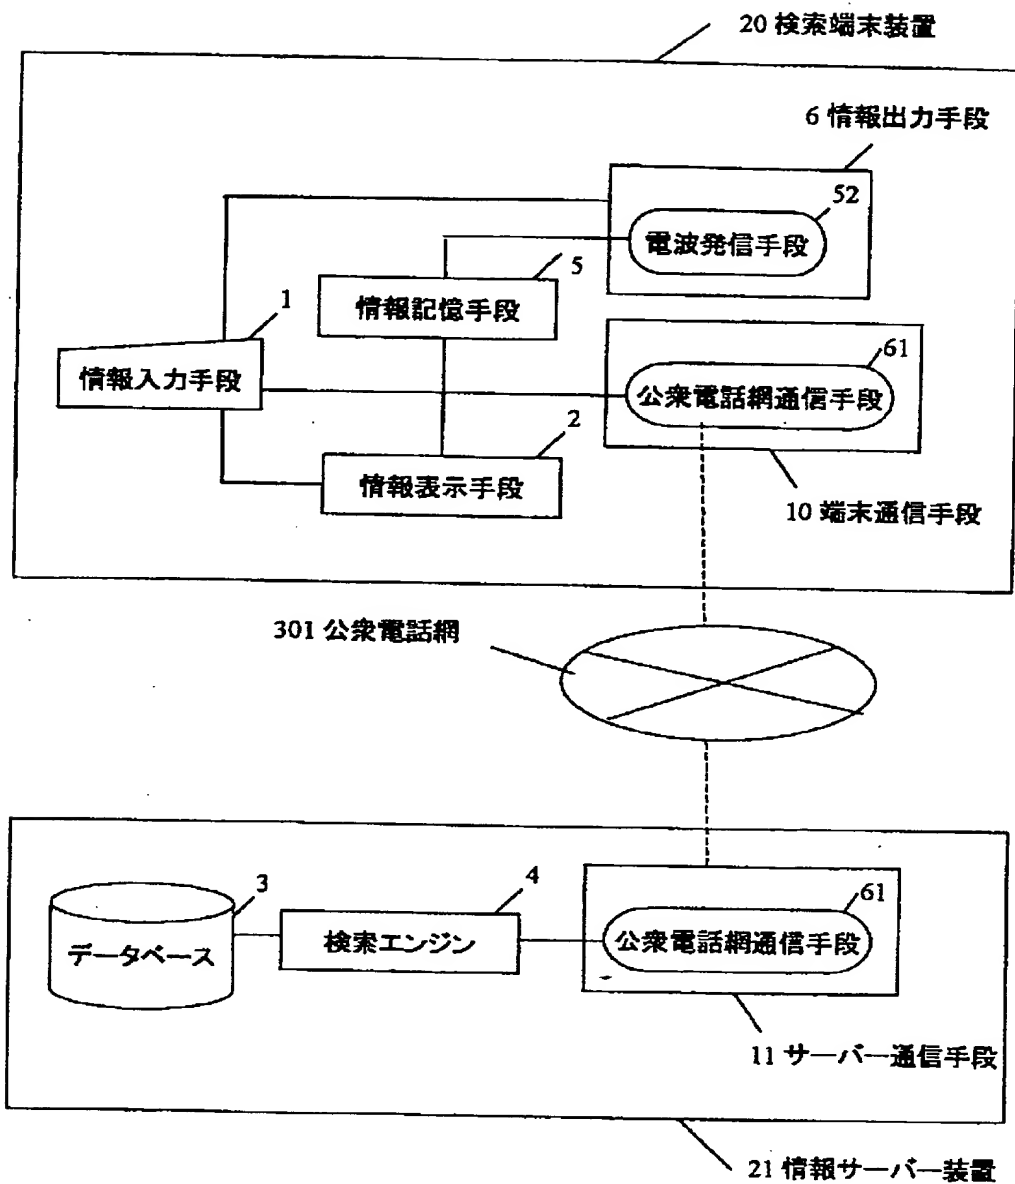 20 検索端末装置
6 情報出力手段
52
電波発信手段
5
情報記憶手段
1
情報入力手段
61
公衆電話網通信手段
2
情報表示手段
10 端末通信手段
301 公衆電話網
3
データベース
4
検索エンジン
61
公衆電話網通信手段
11 サーバー通信手段
21 情報サーバー装置